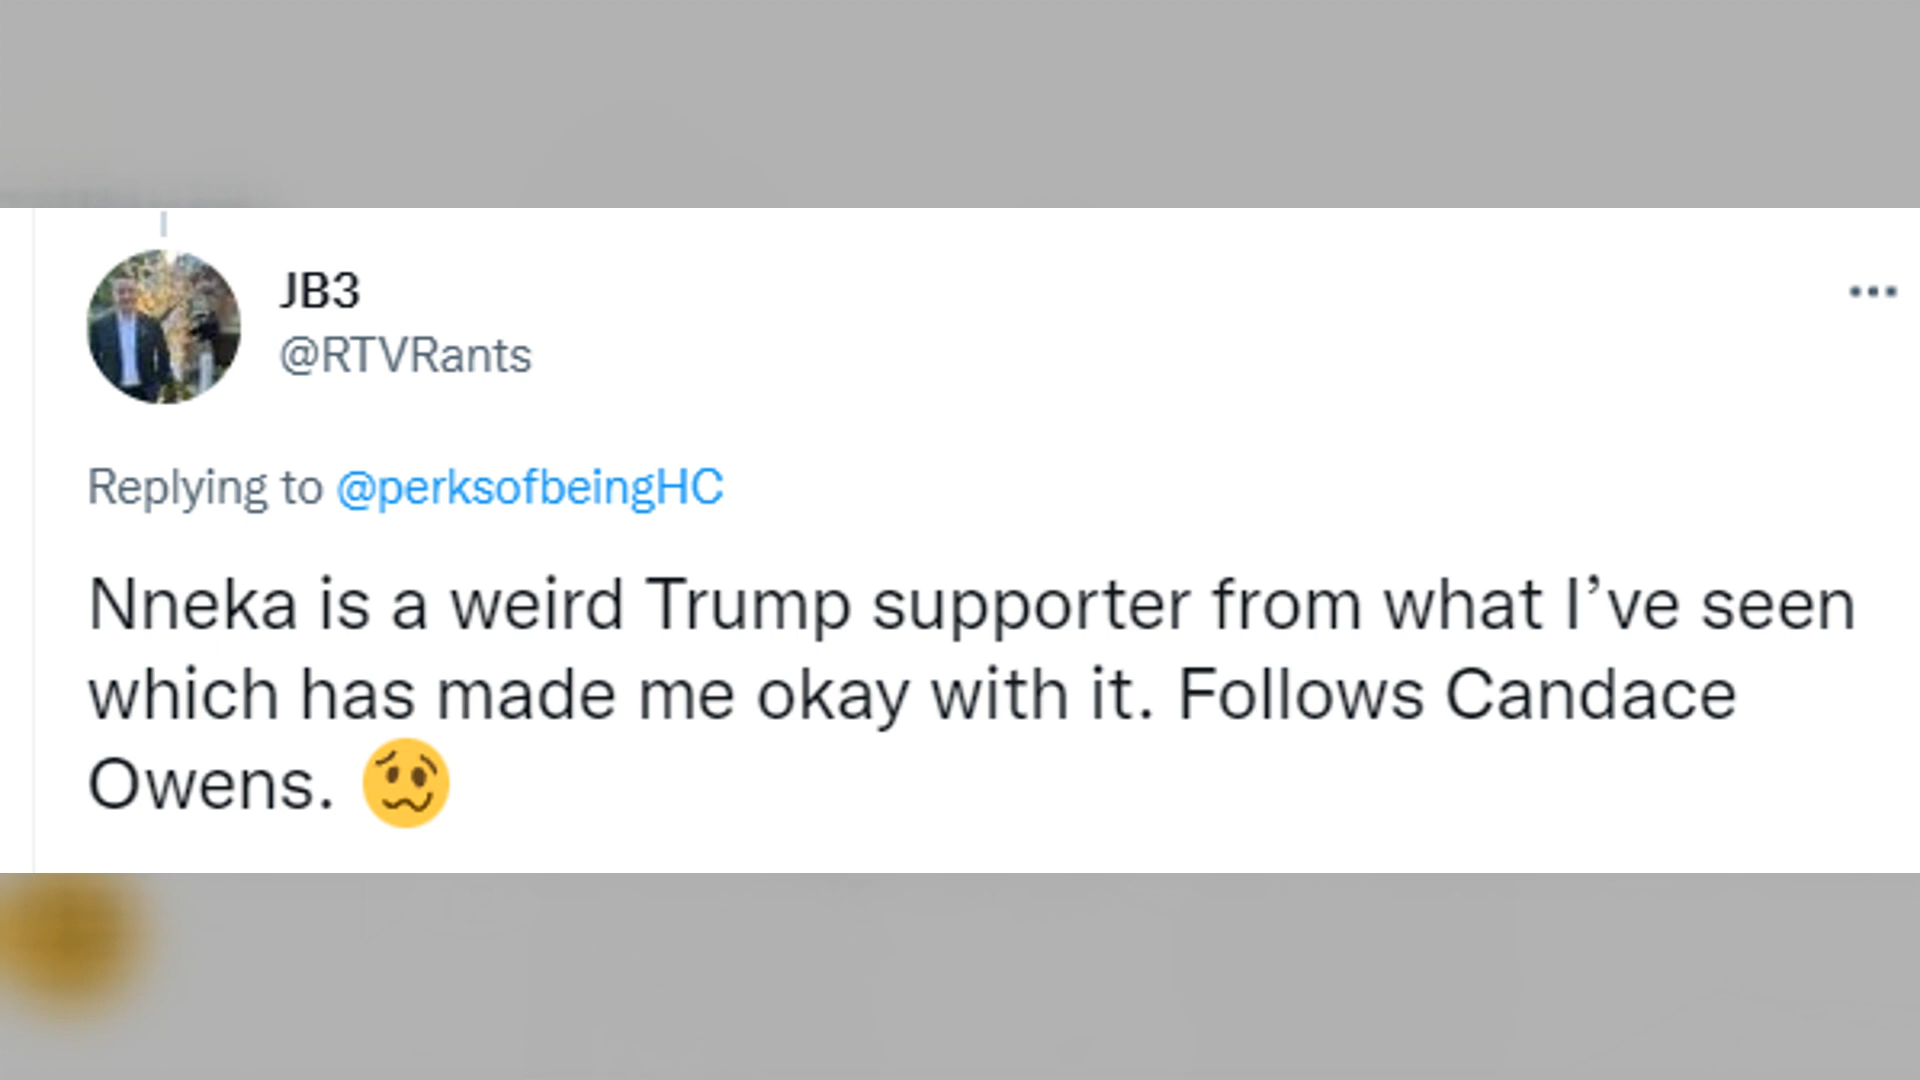 JB3
@RTVRants
Replying to @perksofbeingHC
Nneka is a weird Trump supporter from what I’ve seen
which has made me okay with it. Follows Candace
Owens. 🥴